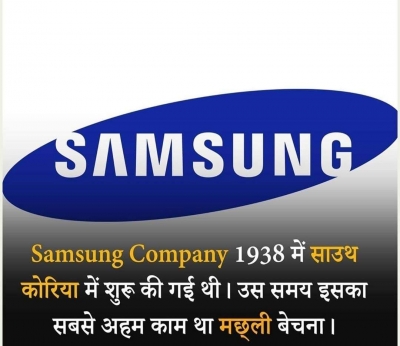 SAMSUNG
Samsung Company 1938 में साउथ
कोरिया में शुरू की गई थी। उस समय इसका
सबसे अहम काम था मछ्ली बेचना।